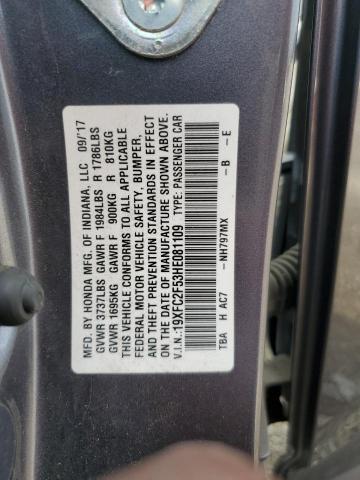 MFD. BY HONDA MFG. OF INDIANA, LLC 09/17
GVWR 3737LBS GAWR F 1984LBS R 1786LBS
GVWR 1695KG GAWR F 900KG R 810KG
THIS VEHICLE CONFORMS TO ALL APPLICABLE
FEDERAL MOTOR VEHICLE SAFETY, BUMPER,
AND THEFT PREVENTION STANDARDS IN EFFECT
ON THE DATE OF MANUFACTURE SHOWN ABOVE.
V.I.N.:19XFC2F53HE081109 TYPE: PASSENGER CAR
TBA H AC7 -NH797MX -B -E